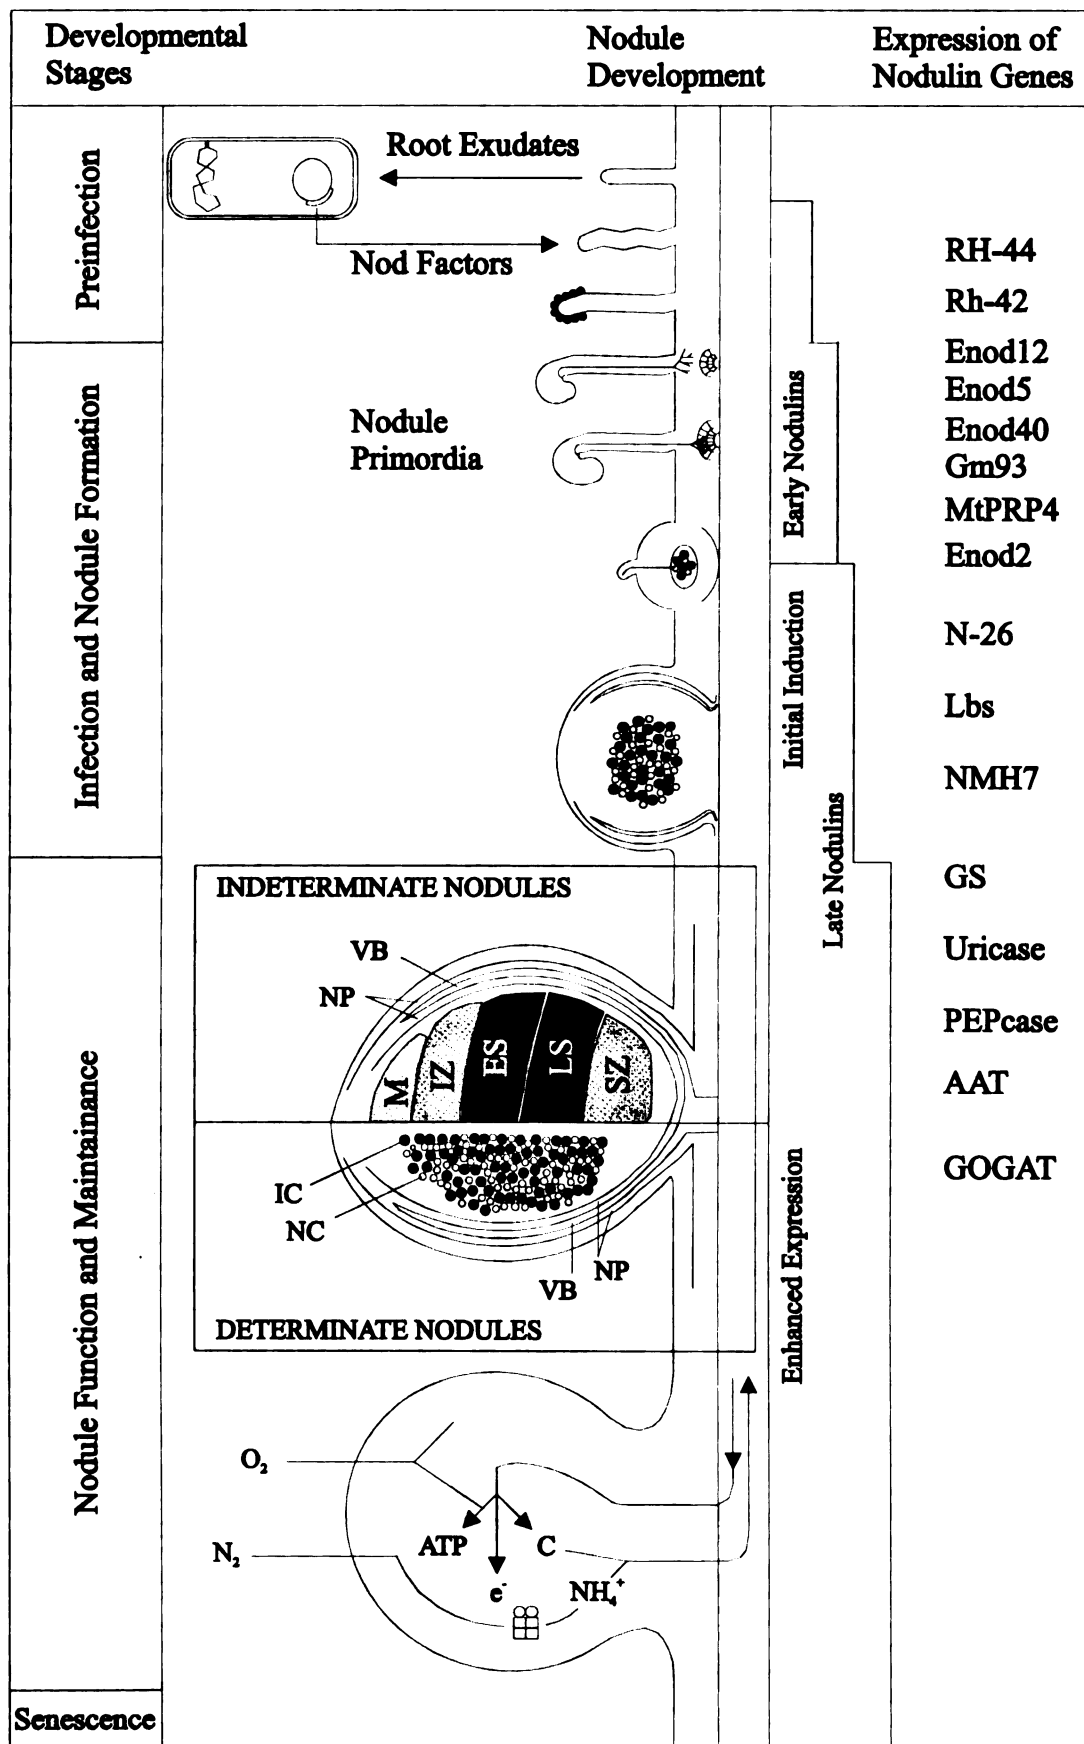 Developmental
Stages
Nodule
Development
Expression of
Nodulin Genes
Preinfection
Root Exudates
Nod Factors
RH-44
Rh-42
Infection and Nodule Formation
Nodule
Primordia
Early Nodulins
Enod12
Enod5
Enod40
Gm93
MtPRP4
Enod2
Initial Induction
N-26
Lbs
NMH7
Late Nodulins
Nodule Function and Maintainance
INDETERMINATE NODULES
VB
NP
M
IZ
ES
LS
SZ
IC
NC
VB
NP
DETERMINATE NODULES
Enhanced Expression
GS
Uricase
PEPcase
AAT
GOGAT
O₂
N₂
ATP
C
e⁻
NH₄⁺
Senescence